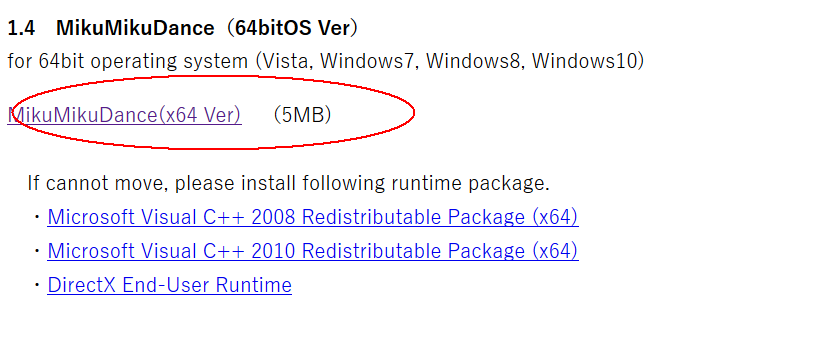 1.4　MikuMikuDance（64bitOS Ver）
for 64bit operating system (Vista, Windows7, Windows8, Windows10)
MikuMikuDance(x64 Ver)　（5MB）
If cannot move, please install following runtime package.
・Microsoft Visual C++ 2008 Redistributable Package (x64)
・Microsoft Visual C++ 2010 Redistributable Package (x64)
・DirectX End-User Runtime